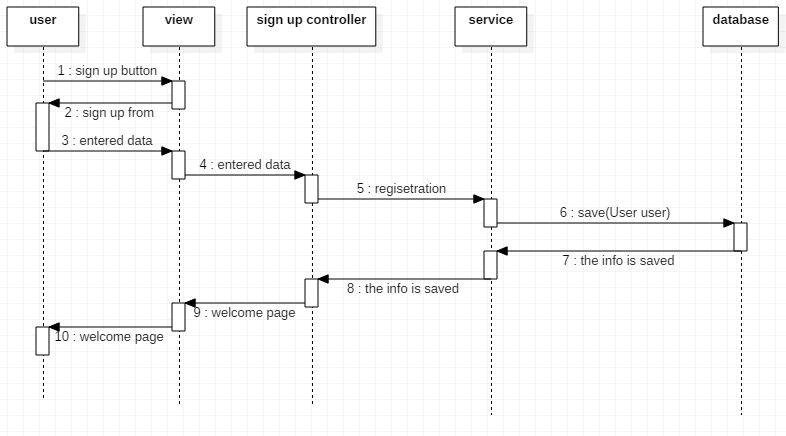 user
view
sign up controller
service
database
1 : sign up button
2 : sign up from
3 : entered data
4 : entered data
5 : regisetration
6 : save(User user)
7 : the info is saved
8 : the info is saved
9 : welcome page
10 : welcome page